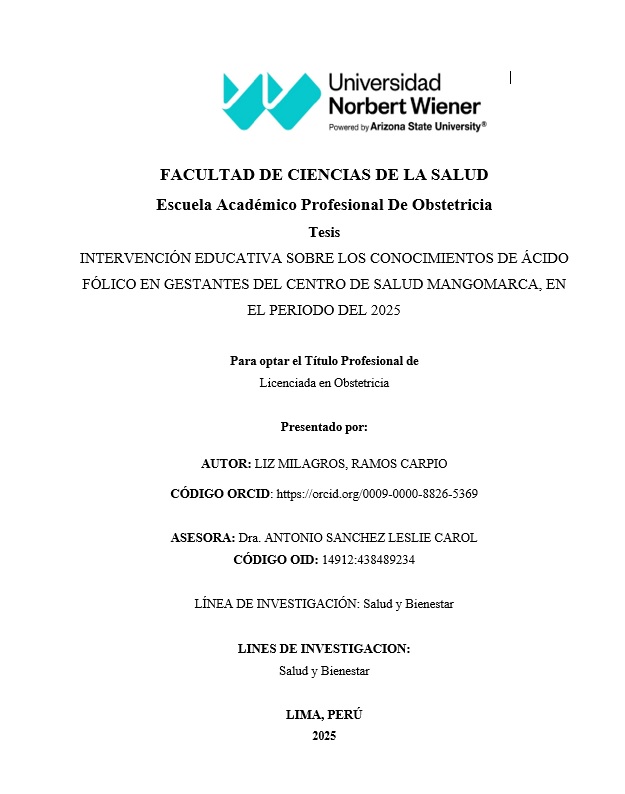 Universidad
Norbert Wiener
Powered by Arizona State University®
FACULTAD DE CIENCIAS DE LA SALUD
Escuela Académico Profesional De Obstetricia
Tesis
INTERVENCIÓN EDUCATIVA SOBRE LOS CONOCIMIENTOS DE ÁCIDO
FÓLICO EN GESTANTES DEL CENTRO DE SALUD MANGOMARCA, EN
EL PERIODO DEL 2025
Para optar el Título Profesional de
Licenciada en Obstetricia
Presentado por:
AUTOR: LIZ MILAGROS, RAMOS CARPIO
CÓDIGO ORCID: https://orcid.org/0009-0000-8826-5369
ASESORA: Dra. ANTONIO SANCHEZ LESLIE CAROL
CÓDIGO OID: 14912:438489234
LÍNEA DE INVESTIGACIÓN: Salud y Bienestar
LINES DE INVESTIGACION:
Salud y Bienestar
LIMA, PERÚ
2025